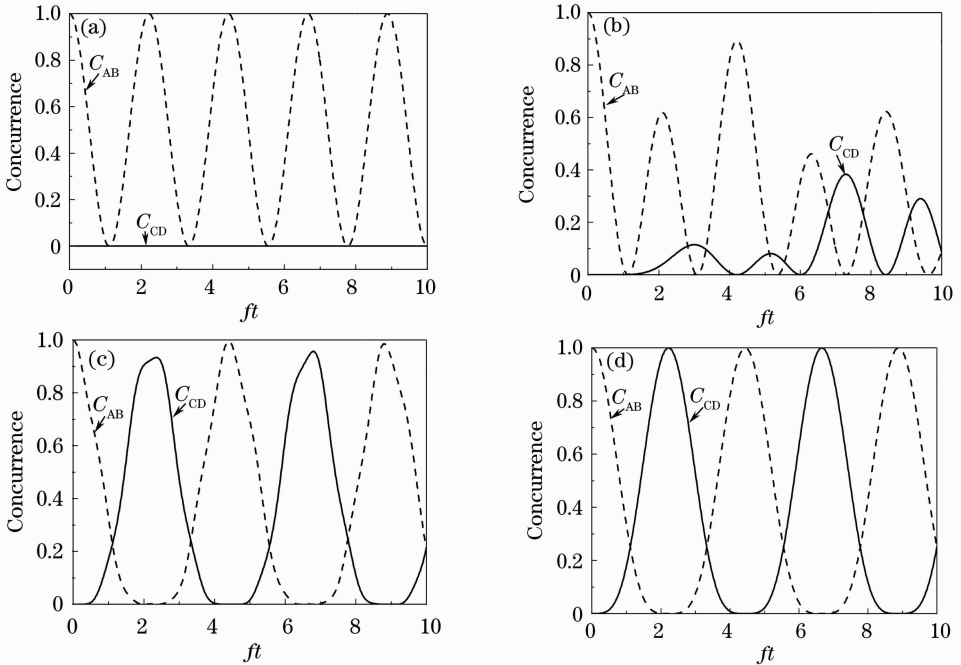 (a)
C_AB
C_CD
Concurrence
1.0
0.8
0.6
0.4
0.2
0
0 2 4 6 8 10
ft
(b)
C_AB
C_CD
Concurrence
1.0
0.8
0.6
0.4
0.2
0
0 2 4 6 8 10
ft
(c)
C_AB
C_CD
Concurrence
1.0
0.8
0.6
0.4
0.2
0
0 2 4 6 8 10
ft
(d)
C_AB
C_CD
Concurrence
1.0
0.8
0.6
0.4
0.2
0
0 2 4 6 8 10
ft